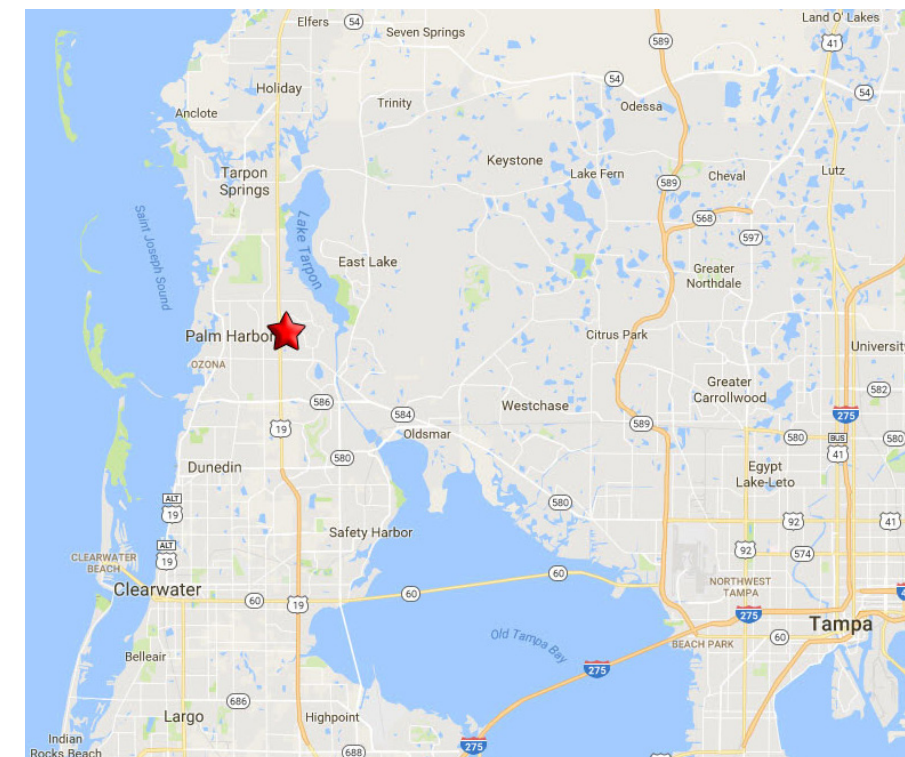 Elfers
54
Seven Springs
589
Land O' Lakes
41
54
54
Holiday
Trinity
Odessa
Anclote
Keystone
Lake Fern
589
Cheval
Lutz
Tarpon
Springs
568
597
Saint Joseph Sound
Lake Tarpon
East Lake
Greater
Northdale
Palm Harbor
OZONA
Citrus Park
University
Greater
Carrollwood
582
586
584
Westchase
275
19
Oldsmar
589
580
BUS
41
580
580
Dunedin
Egypt
Lake-Leto
ALT
19
580
92
41
Safety Harbor
ALT
19
92
574
CLEARWATER
BEACH
60
NORTHWEST
TAMPA
Clearwater
60
19
60
275
Tampa
Old Tampa Bay
BEACH PARK
60
Belleair
275
686
Largo
Highpoint
Indian
Rocks Beach
688
275